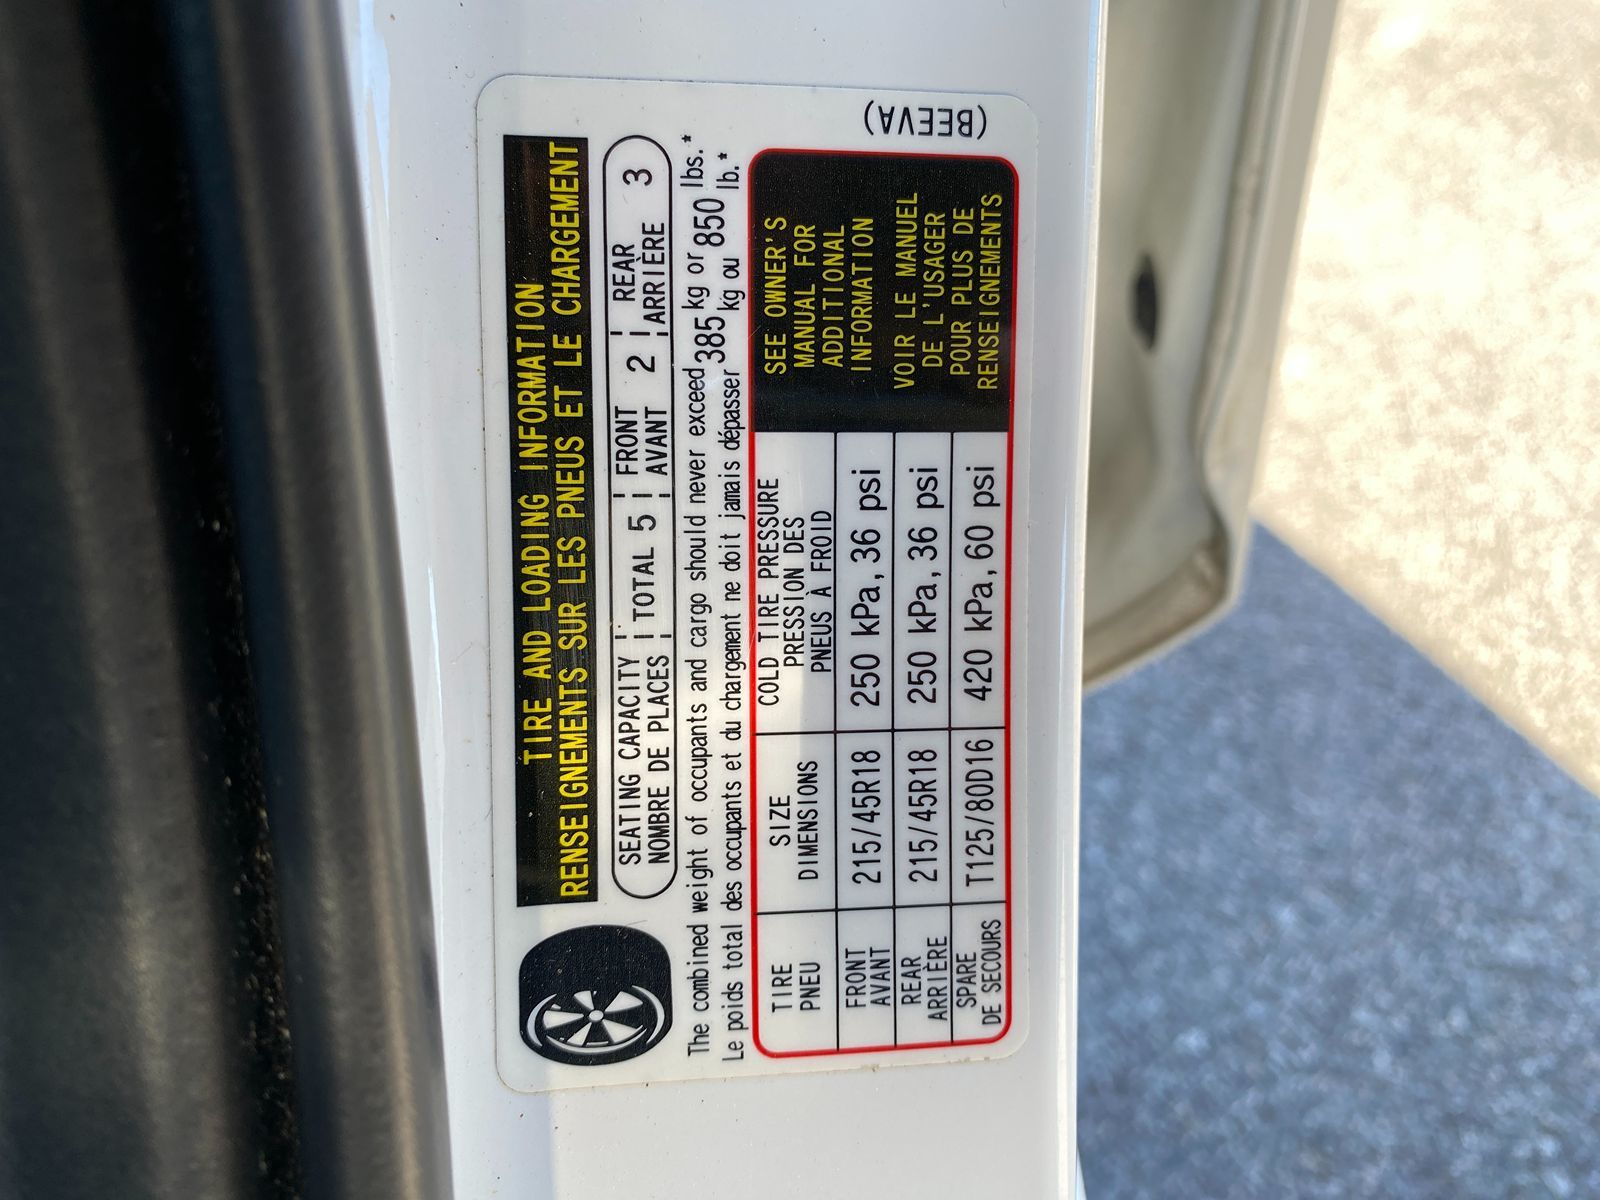 TIRE AND LOADING INFORMATION
RENSEIGNEMENTS SUR LES PNEUS ET LE CHARGEMENT
SEATING CAPACITY
NOMBRE DE PLACES
TOTAL 5
FRONT
AVANT 2
REAR
ARRIÈRE 3
The combined weight of occupants and cargo should never exceed 385 kg or 850 lbs.*
Le poids total des occupants et du chargement ne doit jamais dépasser kg ou lb.*
TIRE
PNEU
SIZE
DIMENSIONS
COLD TIRE PRESSURE
PRESSION DES
PNEUS À FROID
FRONT
AVANT
215/45R18
250 kPa, 36 psi
REAR
ARRIÈRE
215/45R18
250 kPa, 36 psi
SPARE
DE SECOURS
T125/80D16
420 kPa, 60 psi
SEE OWNER'S
MANUAL FOR
ADDITIONAL
INFORMATION
VOIR LE MANUEL
DE L'USAGER
POUR PLUS DE
RENSEIGNEMENTS
(BEEVA)